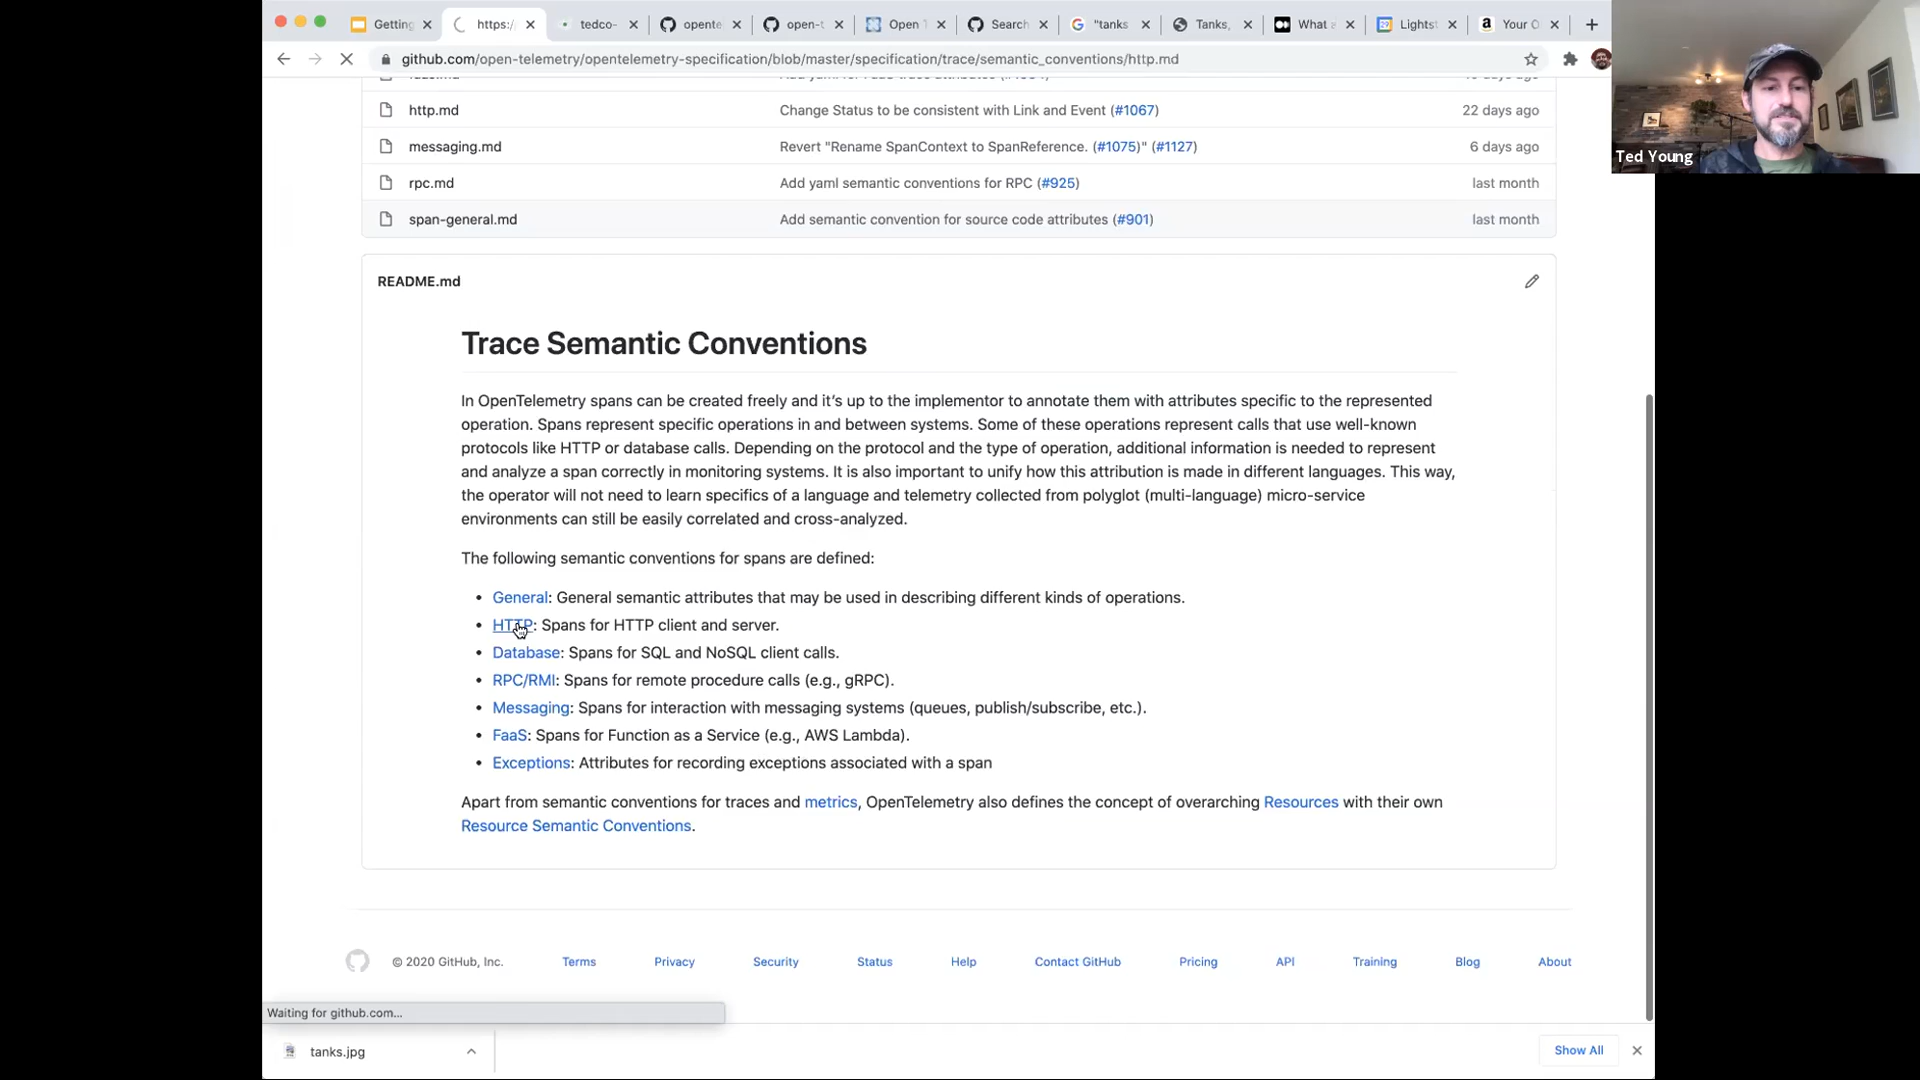 Getting
https:/
tedco-
opente
open-t
Open T
Search
"tanks
Tanks,
What
Lightst
Your O
github.com/open-telemetry/opentelemetry-specification/blob/master/specification/trace/semantic_conventions/http.md
http.md Change Status to be consistent with Link and Event (#1067) 22 days ago
messaging.md Revert "Rename SpanContext to SpanReference. (#1075)" (#1127) 6 days ago
rpc.md Add yaml semantic conventions for RPC (#925) last month
span-general.md Add semantic convention for source code attributes (#901) last month
Ted Young
README.md
Trace Semantic Conventions
In OpenTelemetry spans can be created freely and it's up to the implementor to annotate them with attributes specific to the represented
operation. Spans represent specific operations in and between systems. Some of these operations represent calls that use well-known
protocols like HTTP or database calls. Depending on the protocol and the type of operation, additional information is needed to represent
and analyze a span correctly in monitoring systems. It is also important to unify how this attribution is made in different languages. This way,
the operator will not need to learn specifics of a language and telemetry collected from polyglot (multi-language) micro-service
environments can still be easily correlated and cross-analyzed.
The following semantic conventions for spans are defined:
• General: General semantic attributes that may be used in describing different kinds of operations.
• HTTP: Spans for HTTP client and server.
• Database: Spans for SQL and NoSQL client calls.
• RPC/RMI: Spans for remote procedure calls (e.g., gRPC).
• Messaging: Spans for interaction with messaging systems (queues, publish/subscribe, etc.).
• FaaS: Spans for Function as a Service (e.g., AWS Lambda).
• Exceptions: Attributes for recording exceptions associated with a span
Apart from semantic conventions for traces and metrics, OpenTelemetry also defines the concept of overarching Resources with their own
Resource Semantic Conventions.
© 2020 GitHub, Inc. Terms Privacy Security Status Help Contact GitHub Pricing API Training Blog About
Waiting for github.com...
tanks.jpg
Show All